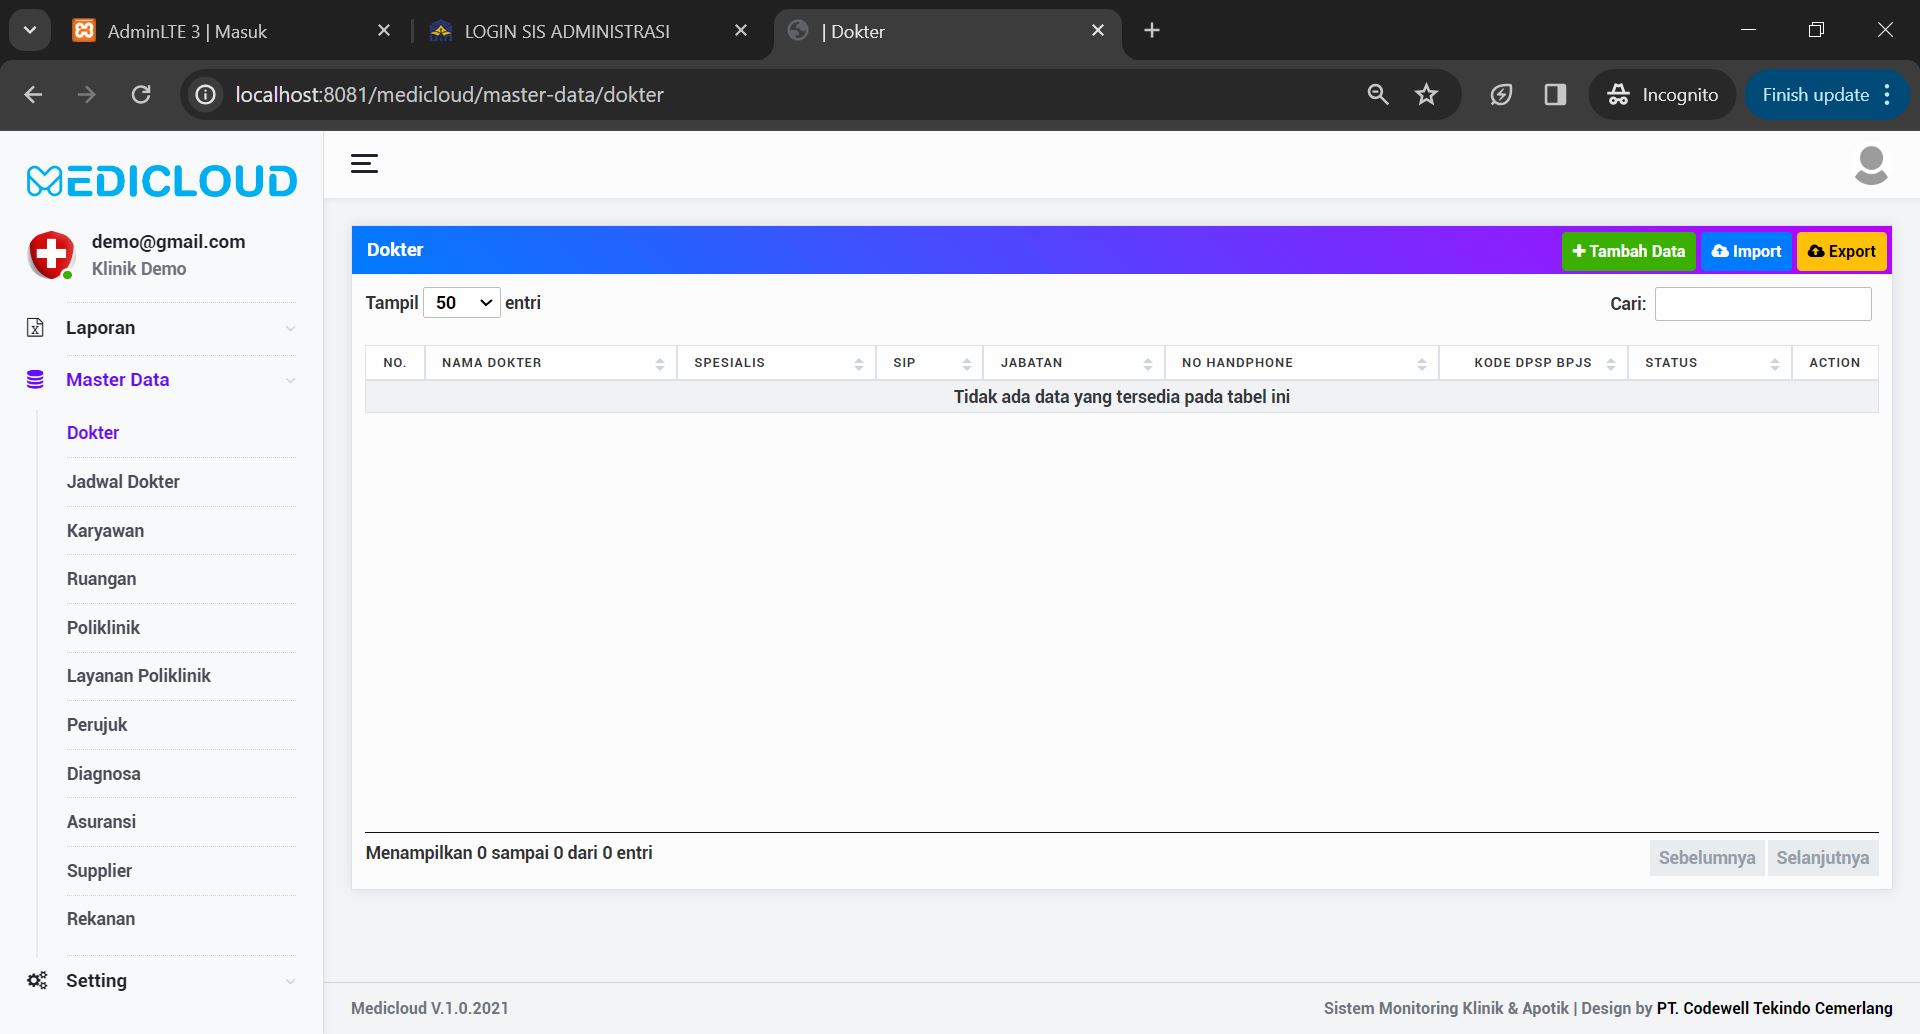 AdminLTE 3 | Masuk
LOGIN SIS ADMINISTRASI
| Dokter
localhost:8081/medicloud/master-data/dokter
Incognito
Finish update
MEDICLOUD
demo@gmail.com
Klinik Demo
Laporan
Master Data
Dokter
Jadwal Dokter
Karyawan
Ruangan
Poliklinik
Layanan Poliklinik
Perujuk
Diagnosa
Asuransi
Supplier
Rekanan
Setting
Dokter
Tambah Data
Import
Export
Tampil 50 entri
Cari:
NO. NAMA DOKTER SPESIALIS SIP JABATAN NO HANDPHONE KODE DPSP BPJS STATUS ACTION
Tidak ada data yang tersedia pada tabel ini
Menampilkan 0 sampai 0 dari 0 entri
Sebelumnya Selanjutnya
Medicloud V.1.0.2021
Sistem Monitoring Klinik & Apotik | Design by PT. Codewell Tekindo Cemerlang